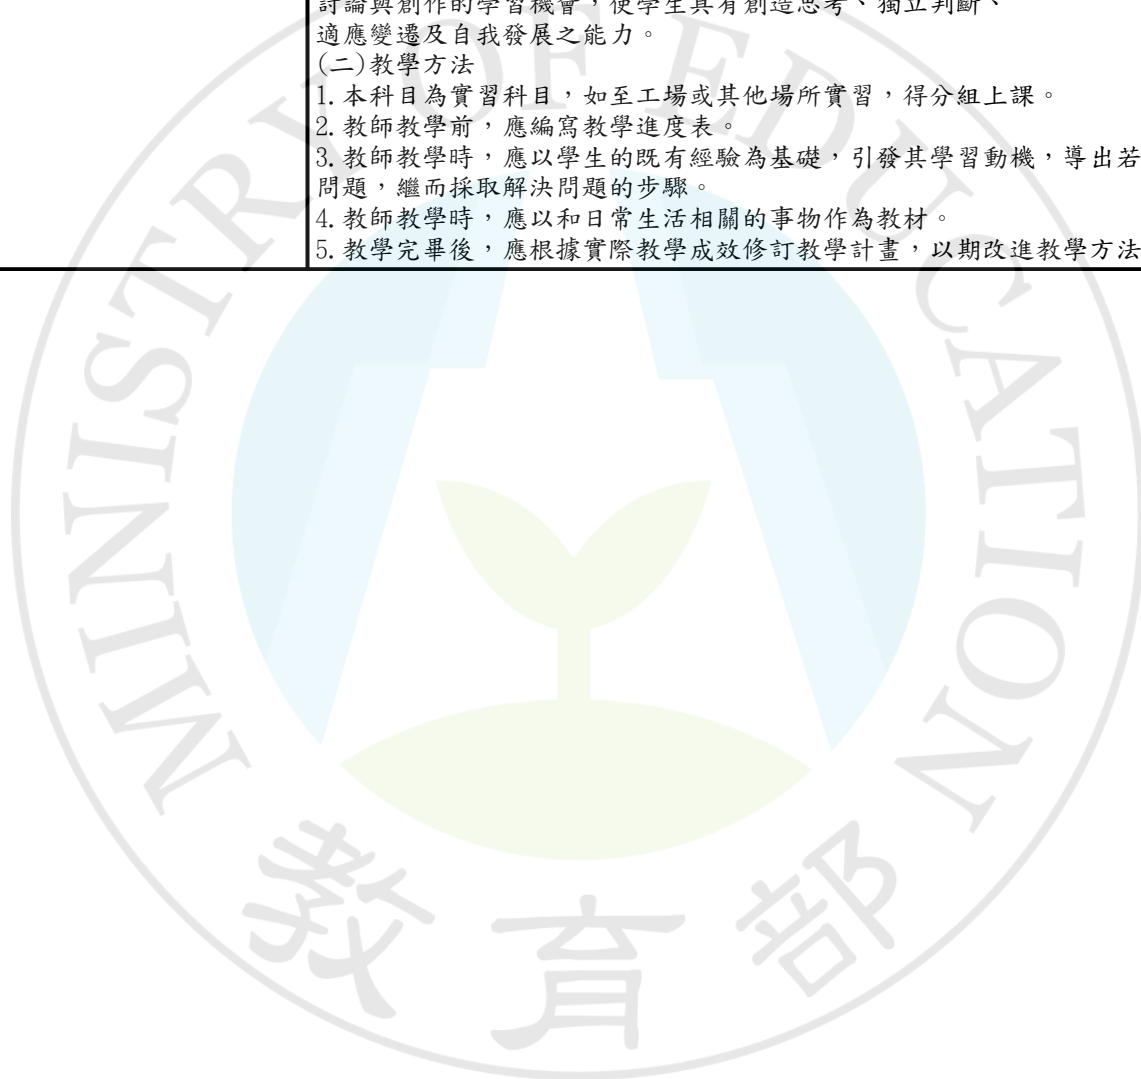 討論與創作的學習機會，使學生具有創造思考、獨立判斷、
適應變遷及自我發展之能力。
(二)教學方法
1.本科目為實習科目，如至工場或其他場所實習，得分組上課。
2.教師教學前，應編寫教學進度表。
3.教師教學時，應以學生的既有經驗為基礎，引發其學習動機，導出若
問題，繼而採取解決問題的步驟。
4.教師教學時，應以和日常生活相關的事物作為教材。
5.教學完畢後，應根據實際教學成效修訂教學計畫，以期改進教學方法
MINISTRY OF EDUCATION
教育部